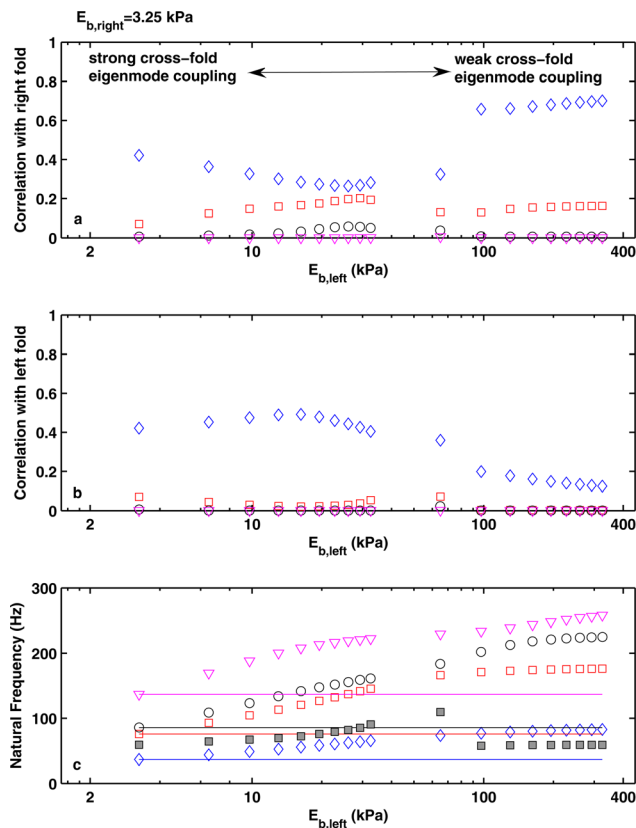 E_b,right=3.25 kPa
1
strong cross−fold
eigenmode coupling
weak cross−fold
eigenmode coupling
0.8
0.6
0.4
0.2
0
Correlation with right fold
a
2
10
100
400
E_b,left (kPa)
1
0.8
0.6
0.4
0.2
0
Correlation with left fold
b
2
10
100
400
E_b,left (kPa)
300
200
100
0
Natural Frequency (Hz)
c
2
10
100
400
E_b,left (kPa)